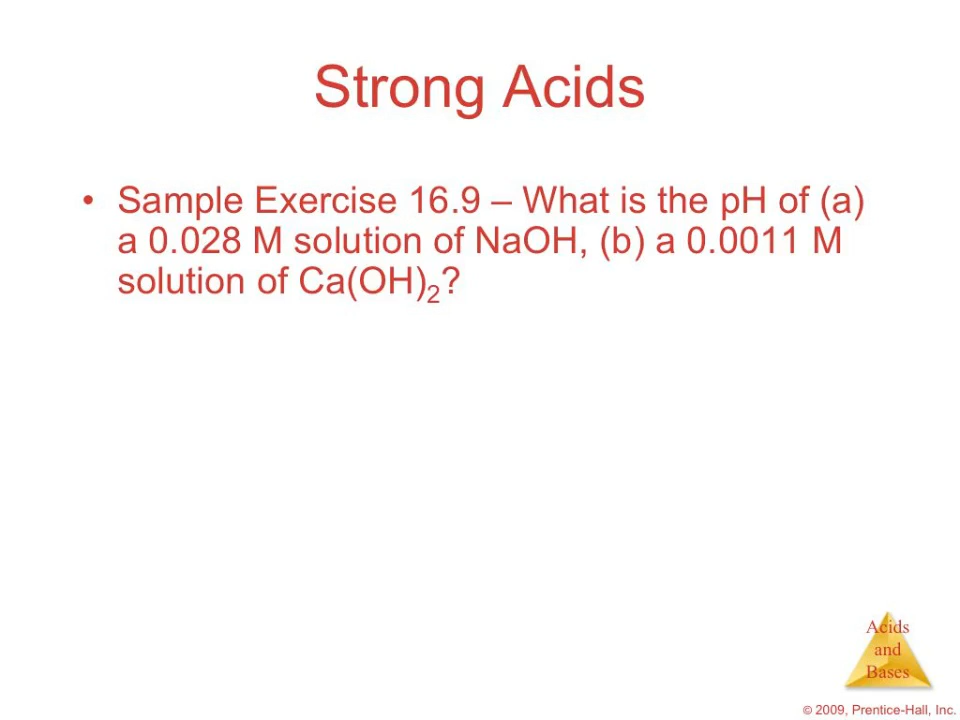 Strong Acids
• Sample Exercise 16.9 – What is the pH of (a)
a 0.028 M solution of NaOH, (b) a 0.0011 M
solution of Ca(OH)₂?
Acids
and
Bases
© 2009, Prentice-Hall, Inc.